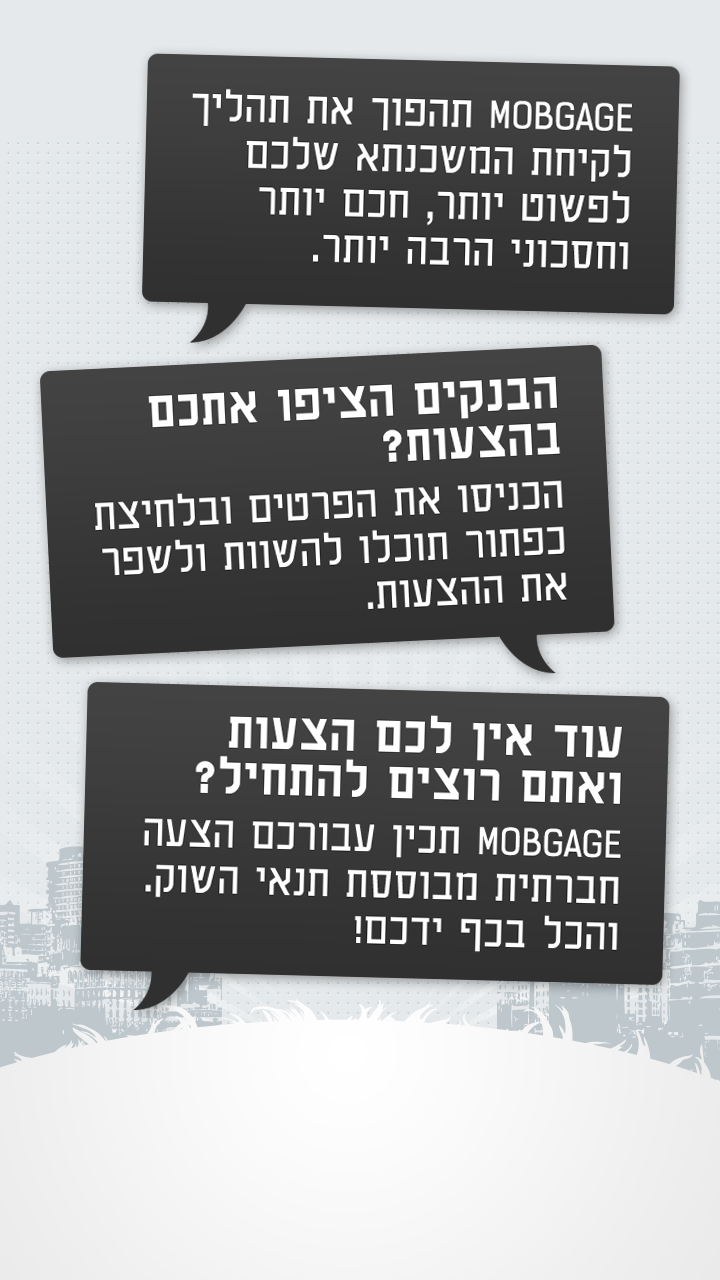 MOBGAGE תהפוך את תהליך
לקיחת המשכנתא שלכם
לפשוט יותר, חכם יותר
וחסכוני הרבה יותר.
הבנקים הציפו אתכם
בהצעות?
הכניסו את הפרטים ובלחיצת
כפתור תוכלו להשוות ולשפר
את ההצעות.
עוד אין לכם הצעות
ואתם רוצים להתחיל?
MOBGAGE תכין עבורכם הצעה
חברתית מבוססת תנאי השוק.
והכל בכף ידכם!